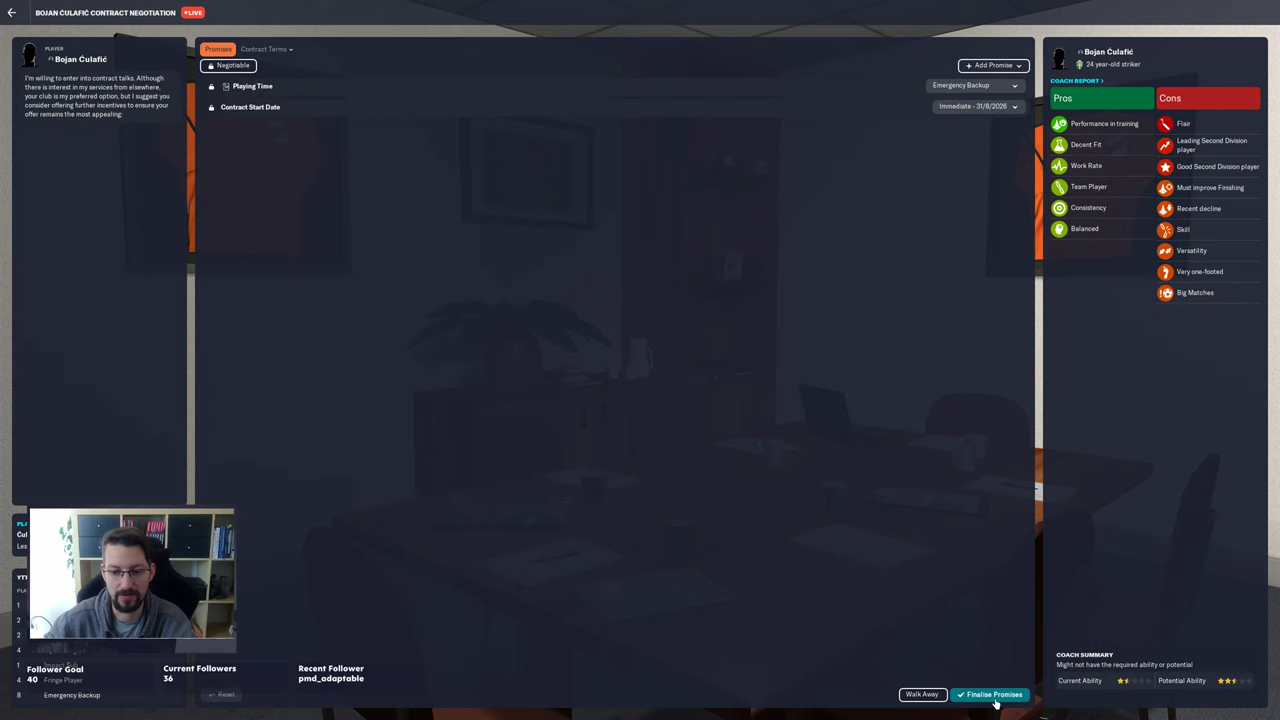 BOJAN ĆULAFIĆ CONTRACT NEGOTIATION
LIVE
PLAYER
Bojan Ćulafić
I'm willing to enter into contract talks. Although
there is interest in my services from elsewhere,
your club is my preferred option, but I suggest you
consider offering further incentives to ensure your
offer remains the most appealing:
Promises
Contract Terms
Negotiable
Add Promise
Playing Time
Emergency Backup
Contract Start Date
Immediate - 31/8/2026
Bojan Ćulafić
24 year-old striker
COACH REPORT >
Pros
Cons
Performance in training
Decent Fit
Work Rate
Team Player
Consistency
Balanced
Flair
Leading Second Division
player
Good Second Division player
Must improve Finishing
Recent decline
Skill
Versatility
Very one-footed
Big Matches
1
2
2
4
1
4 Fringe Player
8 Emergency Backup
Follower Goal
40
Current Followers
36
Recent Follower
pmd_adaptable
Reset
Walk Away
Finalise Promises
COACH SUMMARY
Might not have the required ability or potential
Current Ability
Potential Ability